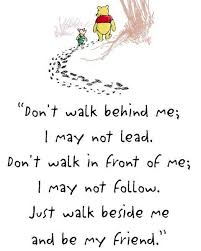 "Don't walk behind me;
I may not lead.
Don't walk in front of me;
I may not follow.
Just walk beside me
and be my friend."